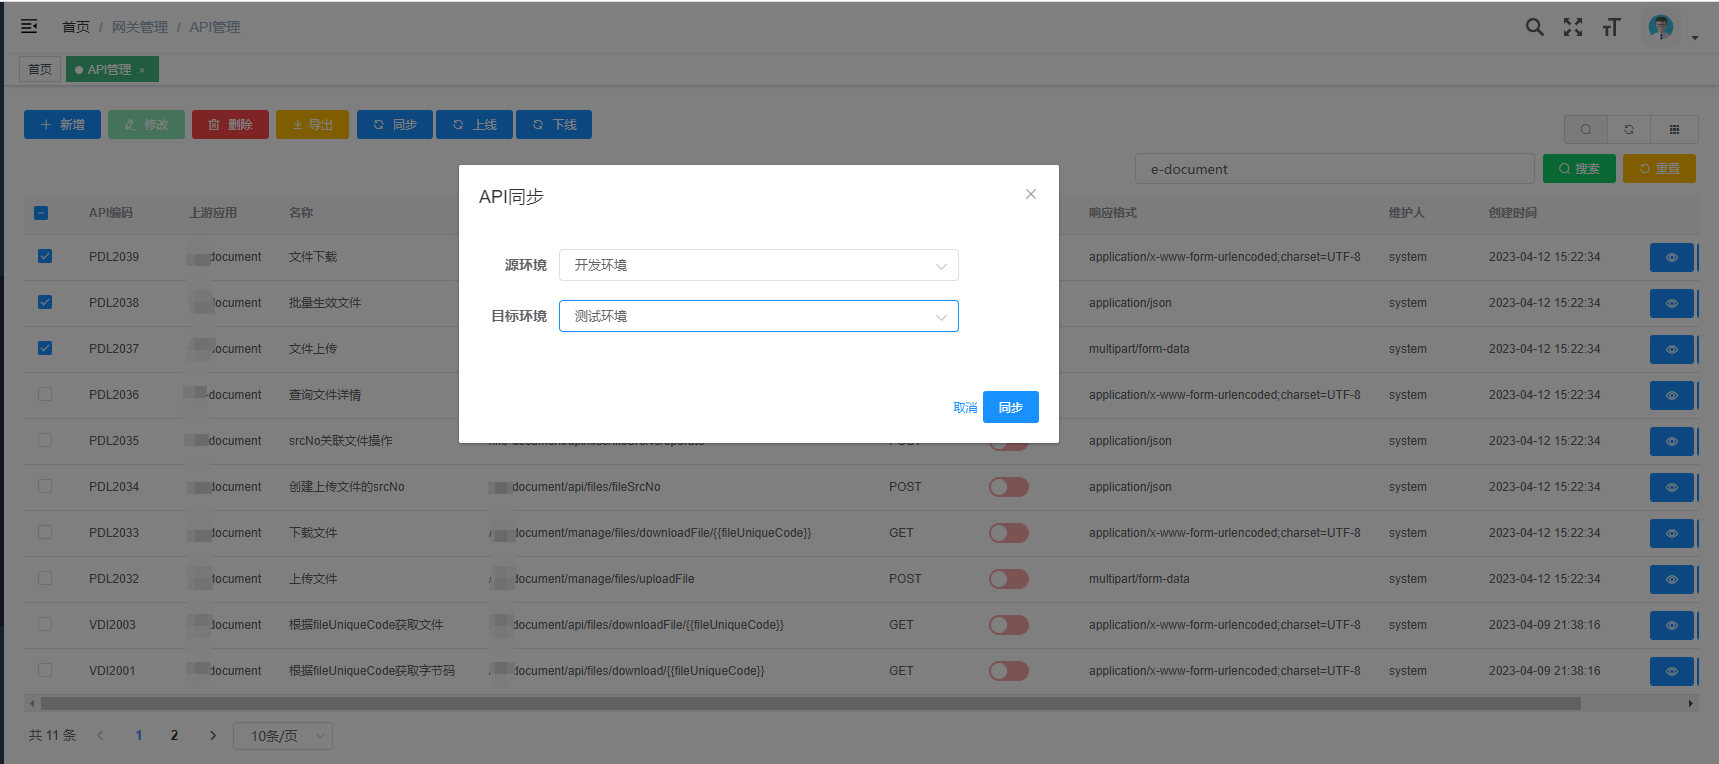 首页 / 网关管理 / API管理
首页
API管理 ×
新增 修改 删除 导出 同步 上线 下线
e-document 搜索 重置
API同步
源环境 开发环境
目标环境 测试环境
取消 同步
API编码 上游应用 名称 响应格式 维护人 创建时间
PDL2039 document 文件下载 application/x-www-form-urlencoded;charset=UTF-8 system 2023-04-12 15:22:34
PDL2038 批量生效文件 application/json system 2023-04-12 15:22:34
PDL2037 document 文件上传 multipart/form-data system 2023-04-12 15:22:34
PDL2036 document 查询文件详情 application/x-www-form-urlencoded;charset=UTF-8 system 2023-04-12 15:22:34
PDL2035 document srcNo关联文件操作 application/json system 2023-04-12 15:22:34
PDL2034 document 创建上传文件的srcNo document/api/files/fileSrcNo POST application/json system 2023-04-12 15:22:34
PDL2033 document 下载文件 document/manage/files/downloadFile/{{fileUniqueCode}} GET application/x-www-form-urlencoded;charset=UTF-8 system 2023-04-12 15:22:34
PDL2032 document 上传文件 document/manage/files/uploadFile POST multipart/form-data system 2023-04-12 15:22:34
VDI2003 document 根据fileUniqueCode获取文件 document/api/files/downloadFile/{{fileUniqueCode}} GET application/x-www-form-urlencoded;charset=UTF-8 system 2023-04-09 21:38:16
VDI2001 document 根据fileUniqueCode获取字节码 document/api/files/download/{{fileUniqueCode}} GET application/x-www-form-urlencoded;charset=UTF-8 system 2023-04-09 21:38:16
共 11 条 1 2 10条/页